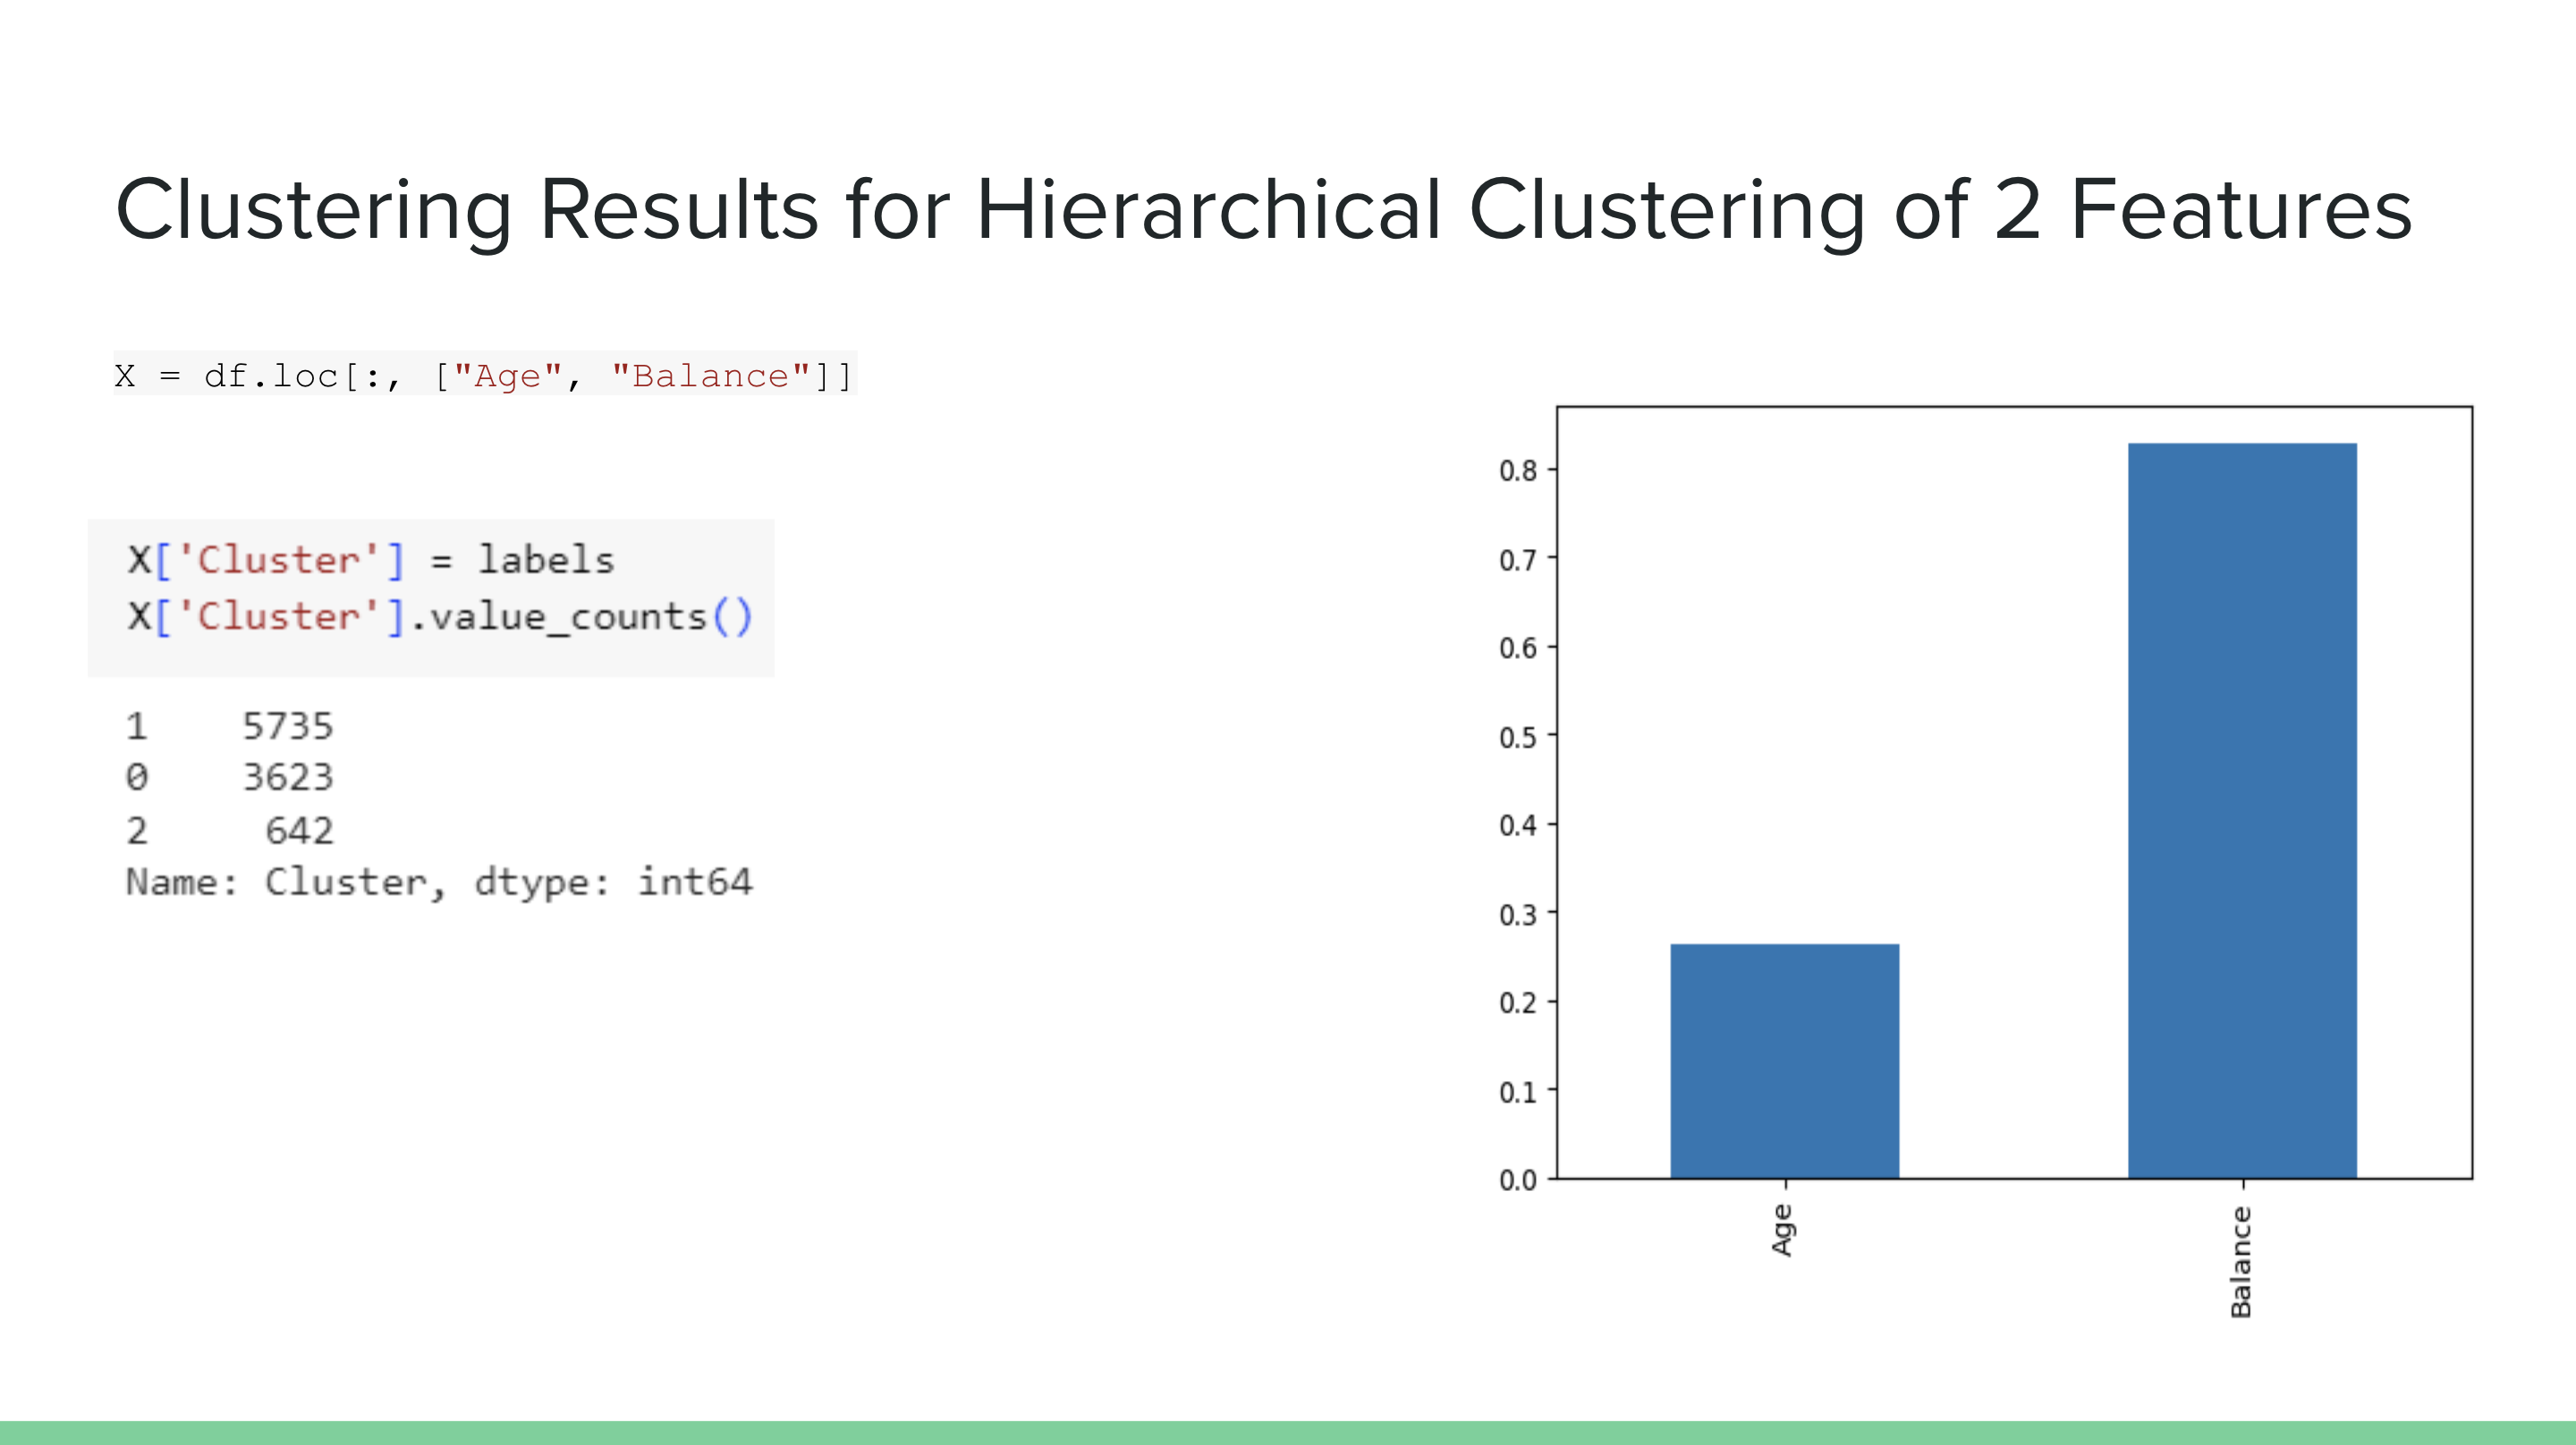 Clustering Results for Hierarchical Clustering of 2 Features
X = df.loc[:, ["Age", "Balance"]]
X['Cluster'] = labels
X['Cluster'].value_counts()
1    5735
0    3623
2     642
Name: Cluster, dtype: int64
0.8
0.7
0.6
0.5
0.4
0.3
0.2
0.1
0.0
Age
Balance